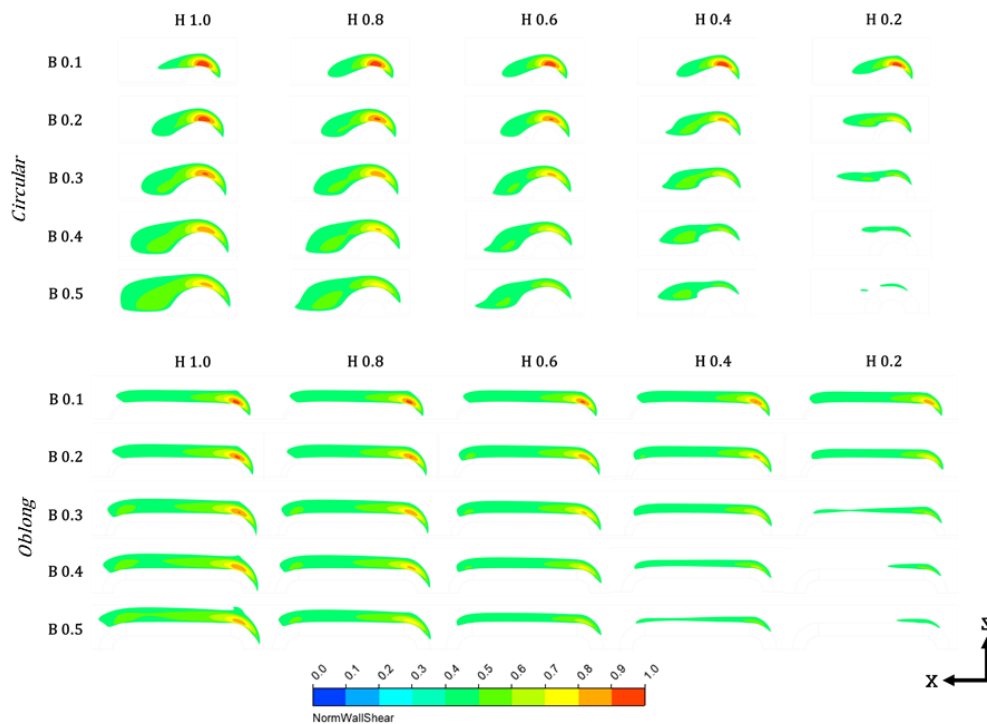 H 1.0 H 0.8 H 0.6 H 0.4 H 0.2
B 0.1
B 0.2
B 0.3
B 0.4
B 0.5
Circular
H 1.0 H 0.8 H 0.6 H 0.4 H 0.2
B 0.1
B 0.2
B 0.3
B 0.4
B 0.5
Oblong
0.0 0.1 0.2 0.3 0.4 0.5 0.6 0.7 0.8 0.9 1.0
NormWallShear
X